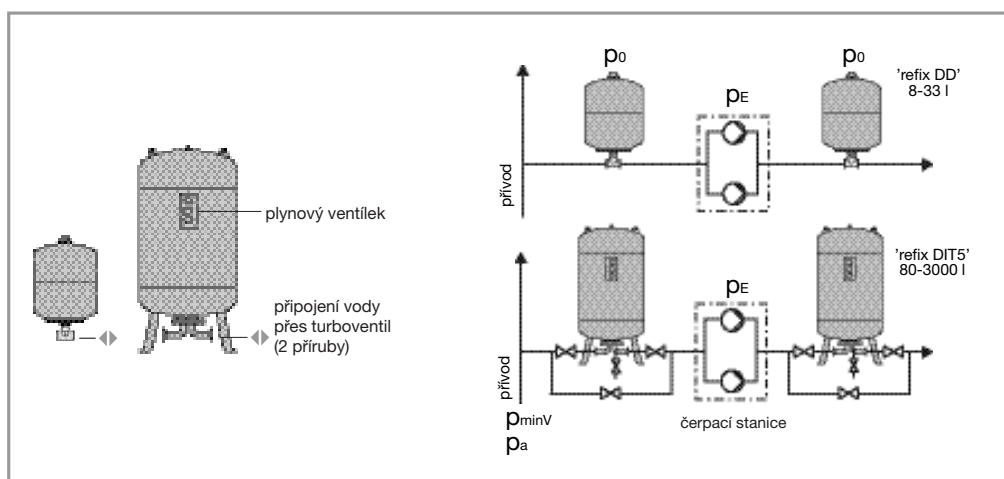 plynový ventílek
připojení vody
přes turboventil
(2 příruby)
p0
p0
'refix DD'
8-33 l
pE
přívod
'refix DIT5'
80-3000 l
pE
přívod
pminV
pa
čerpací stanice